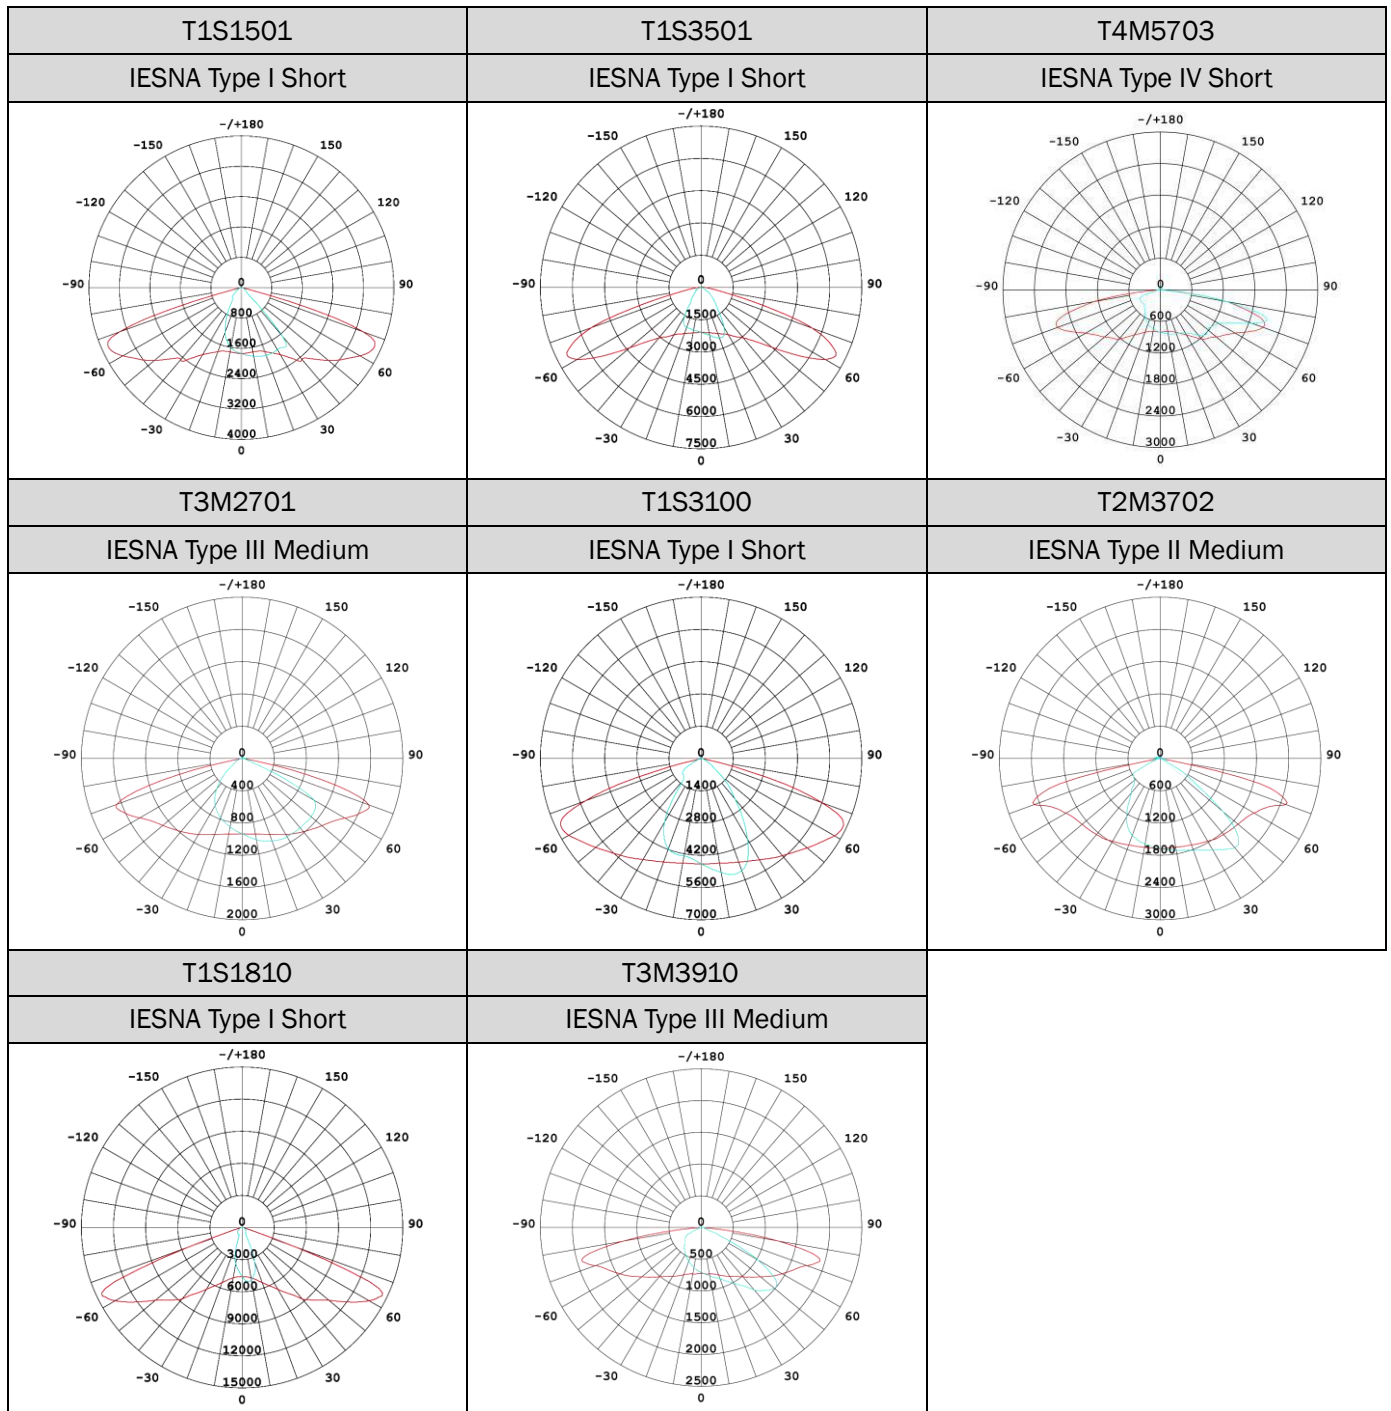 T1S1501 T1S3501 T4M5703
IESNA Type I Short IESNA Type I Short IESNA Type IV Short
-/+180 -/+180 -/+180
-150 150 -150 150 -150 150
-120 120 -120 120 -120 120
-90 0 90 -90 0 90 -90 0 90
800 1500 600
1600 3000 1200
-60 2400 60 -60 4500 60 -60 1800 60
3200 6000 2400
-30 4000 30 -30 7500 30 -30 3000 30
0 0 0
T3M2701 T1S3100 T2M3702
IESNA Type III Medium IESNA Type I Short IESNA Type II Medium
-/+180 -/+180 -/+180
-150 150 -150 150 -150 150
-120 120 -120 120 -120 120
-90 0 90 -90 0 90 -90 0 90
400 1400 600
800 2800 1200
-60 1200 60 -60 4200 60 -60 1800 60
1600 5600 2400
-30 2000 30 -30 7000 30 -30 3000 30
0 0 0
T1S1810 T3M3910
IESNA Type I Short IESNA Type III Medium
-/+180 -/+180
-150 150 -150 150
-120 120 -120 120
-90 0 90 -90 0 90
3000 500
6000 1000
-60 9000 60 -60 1500 60
12000 2000
-30 15000 30 -30 2500 30
0 0